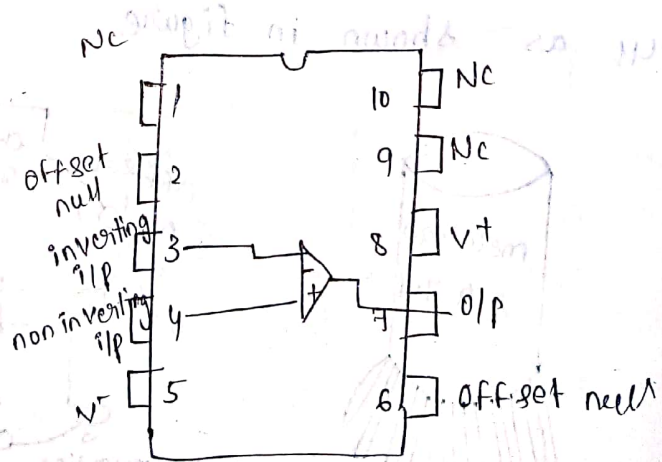 NC
1
10
NC
offset
null
2
9
NC
inverting
i/p
3
-
8
V+
non inverting
i/p
4
+
7
O/P
V-
5
6
offset null